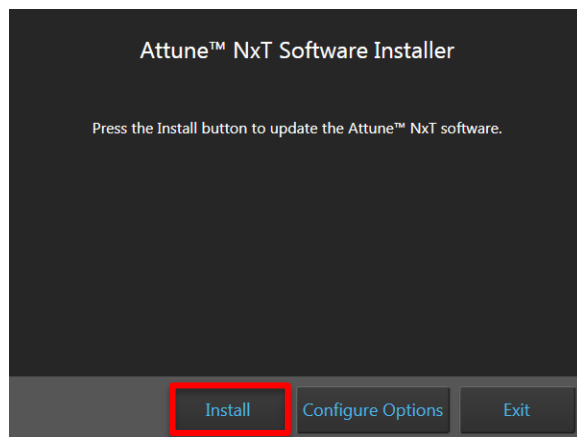 Attune™ NxT Software Installer
Press the Install button to update the Attune™ NxT software.
Install Configure Options Exit